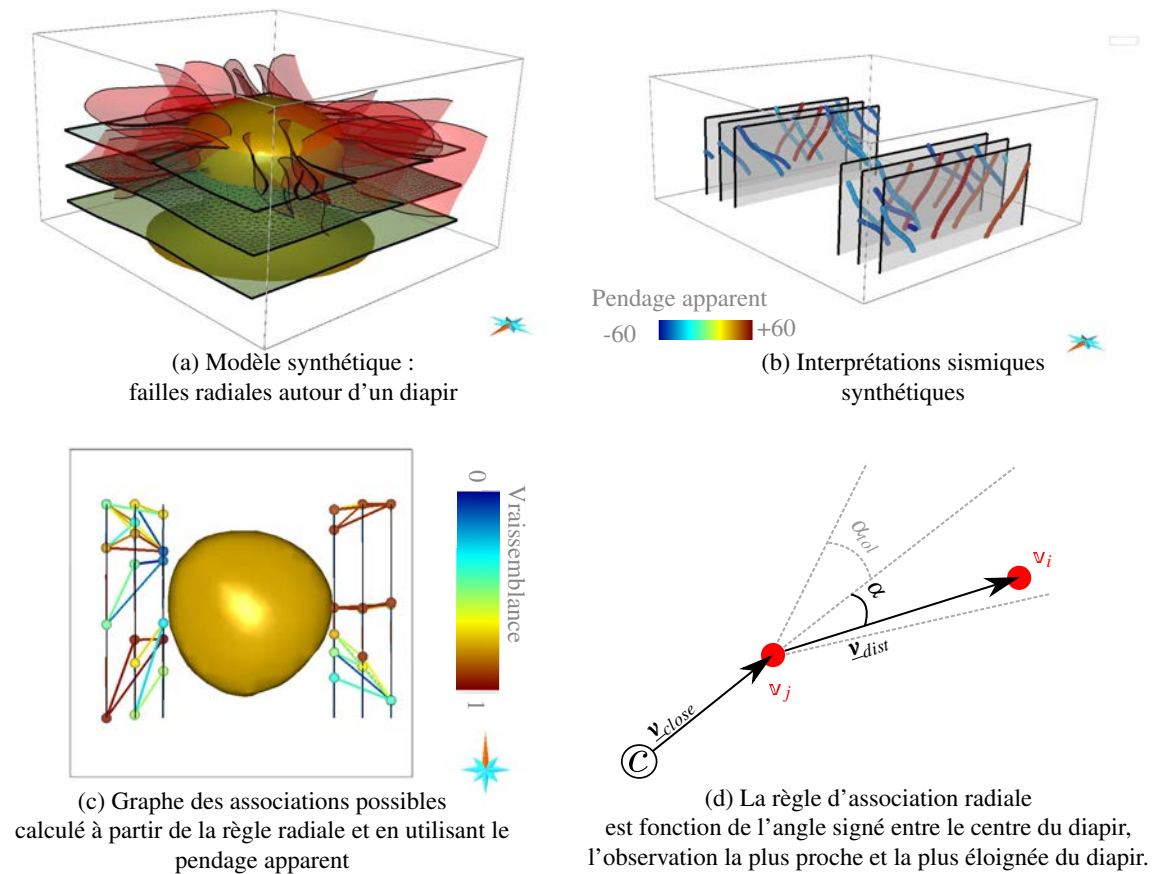 Pendage apparent
-60
+60
(a) Modèle synthétique :
failles radiales autour d'un diapir
(b) Interprétations sismiques
synthétiques
0
Vraissemblance
1
(c) Graphe des associations possibles
calculé à partir de la règle radiale et en utilisant le
pendage apparent
α_tol
α
𝕧_i
v_dist
𝕧_j
v_close
C
(d) La règle d'association radiale
est fonction de l'angle signé entre le centre du diapir,
l'observation la plus proche et la plus éloignée du diapir.